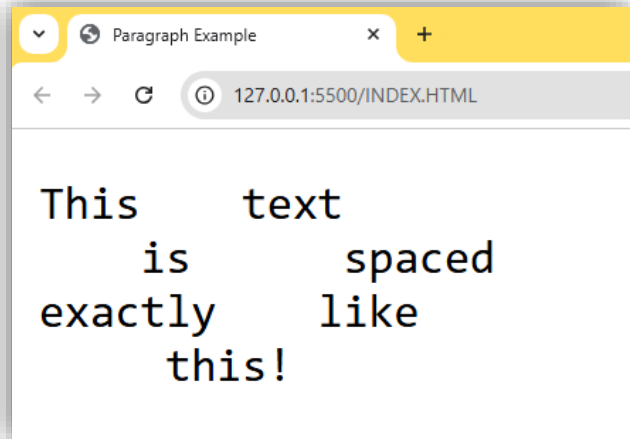 Paragraph Example
127.0.0.1:5500/INDEX.HTML
This    text
    is      spaced
exactly    like
     this!